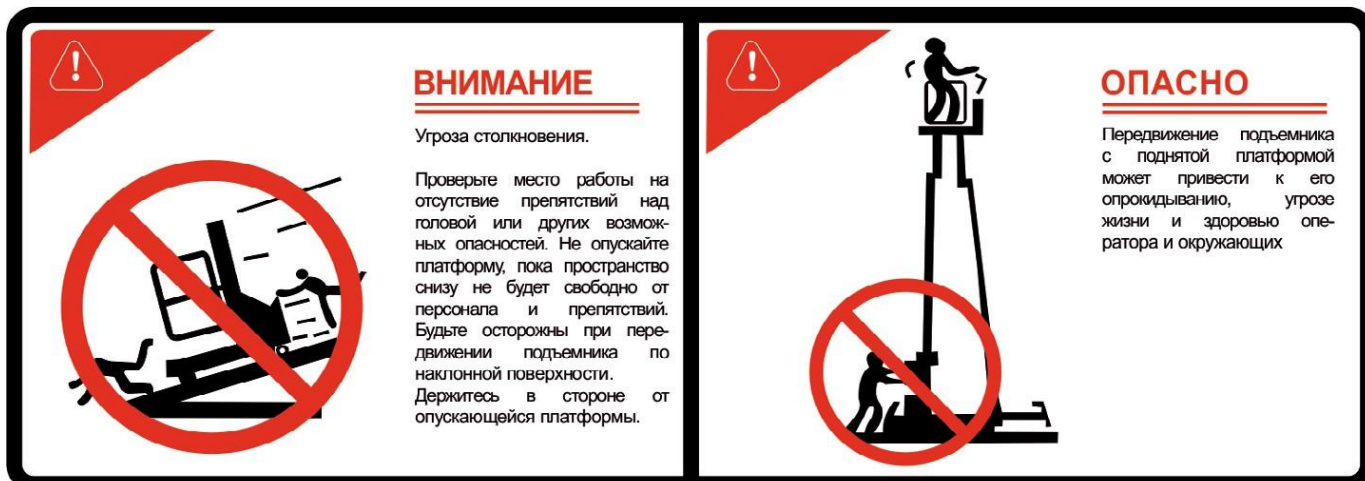 ВНИМАНИЕ
Угроза столкновения.
Проверьте место работы на
отсутствие препятствий над
головой или других возмож-
ных опасностей. Не опускайте
платформу, пока пространство
снизу не будет свободно от
персонала и препятствий.
Будьте осторожны при пере-
движении подъемника по
наклонной поверхности.
Держитесь в стороне от
опускающейся платформы.
ОПАСНО
Передвижение подъемника
с поднятой платформой
может привести к его
опрокидыванию, угрозе
жизни и здоровью опе-
ратора и окружающих